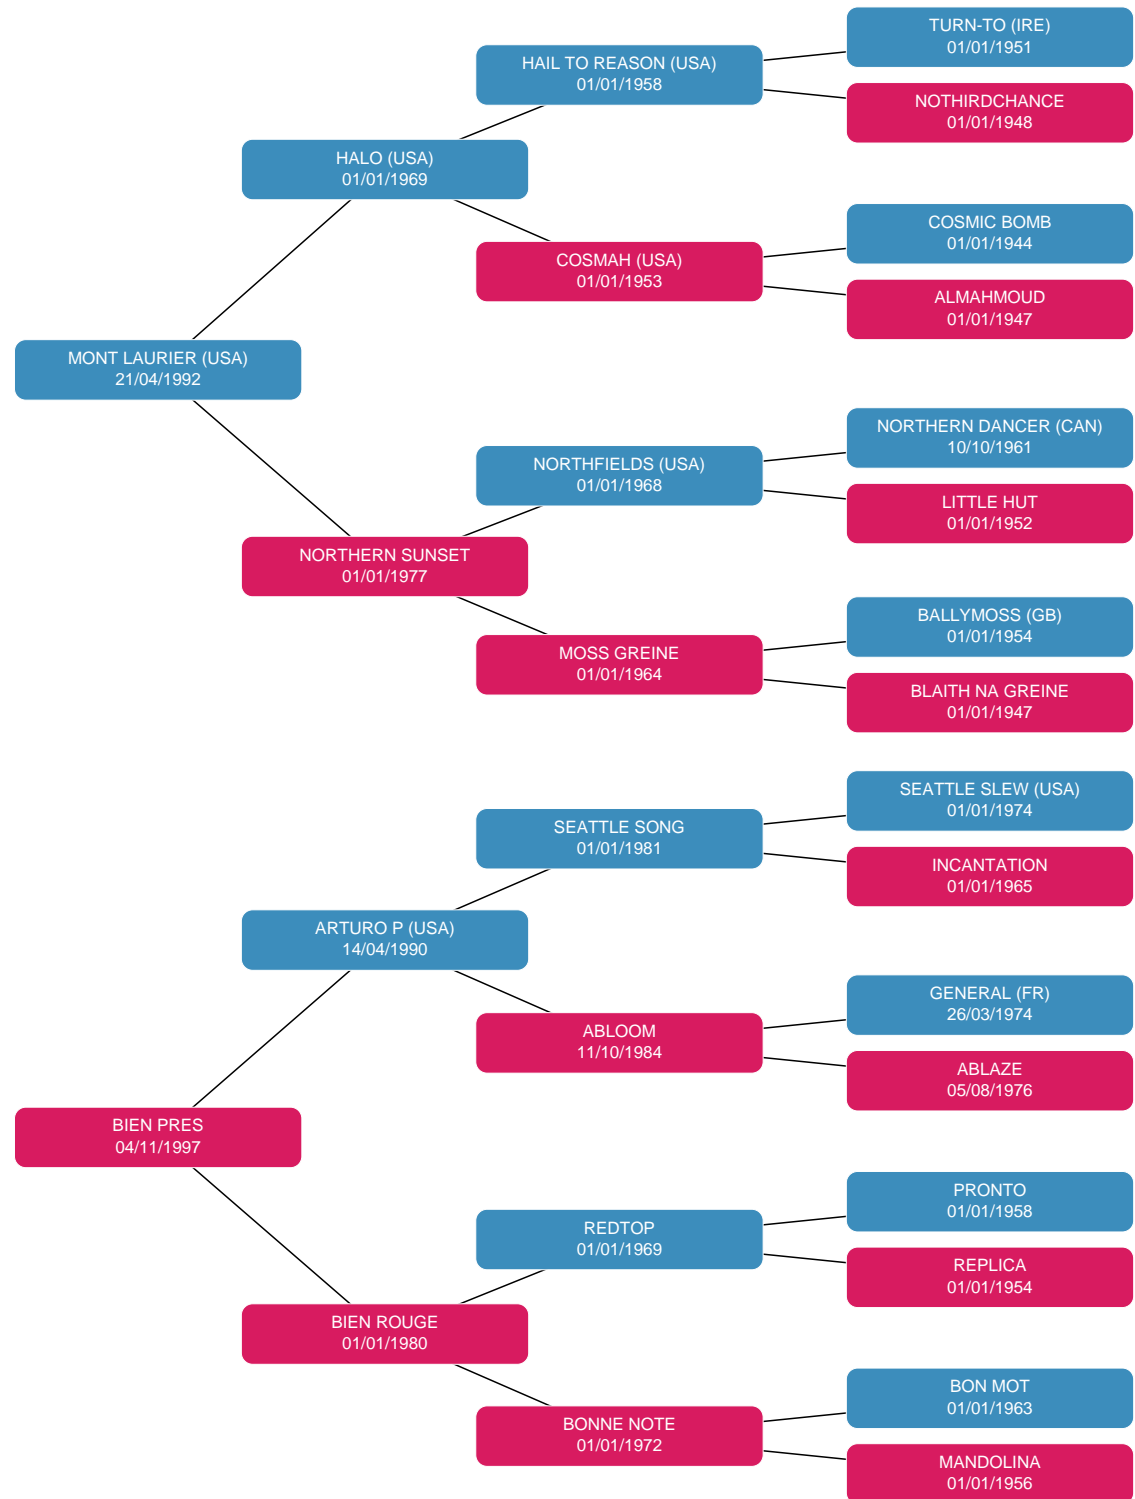 TURN-TO (IRE)
01/01/1951
HAIL TO REASON (USA)
01/01/1958
NOTHIRDCHANCE
01/01/1948
HALO (USA)
01/01/1969
COSMIC BOMB
01/01/1944
COSMAH (USA)
01/01/1953
ALMAHMOUD
01/01/1947
MONT LAURIER (USA)
21/04/1992
NORTHERN DANCER (CAN)
10/10/1961
NORTHFIELDS (USA)
01/01/1968
LITTLE HUT
01/01/1952
NORTHERN SUNSET
01/01/1977
BALLYMOSS (GB)
01/01/1954
MOSS GREINE
01/01/1964
BLAITH NA GREINE
01/01/1947
SEATTLE SLEW (USA)
01/01/1974
SEATTLE SONG
01/01/1981
INCANTATION
01/01/1965
ARTURO P (USA)
14/04/1990
GENERAL (FR)
26/03/1974
ABLOOM
11/10/1984
ABLAZE
05/08/1976
BIEN PRES
04/11/1997
PRONTO
01/01/1958
REDTOP
01/01/1969
REPLICA
01/01/1954
BIEN ROUGE
01/01/1980
BON MOT
01/01/1963
BONNE NOTE
01/01/1972
MANDOLINA
01/01/1956